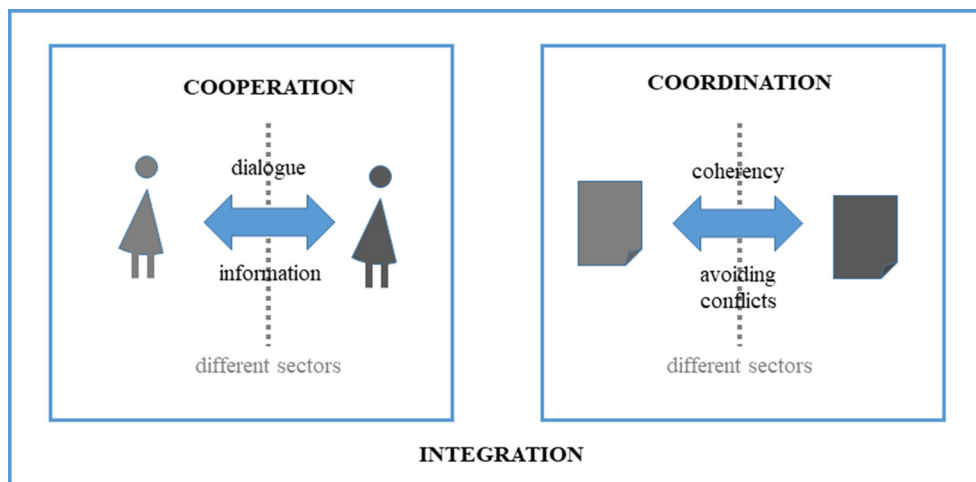 COOPERATION
dialogue
information
different sectors
COORDINATION
coherency
avoiding
conflicts
different sectors
INTEGRATION